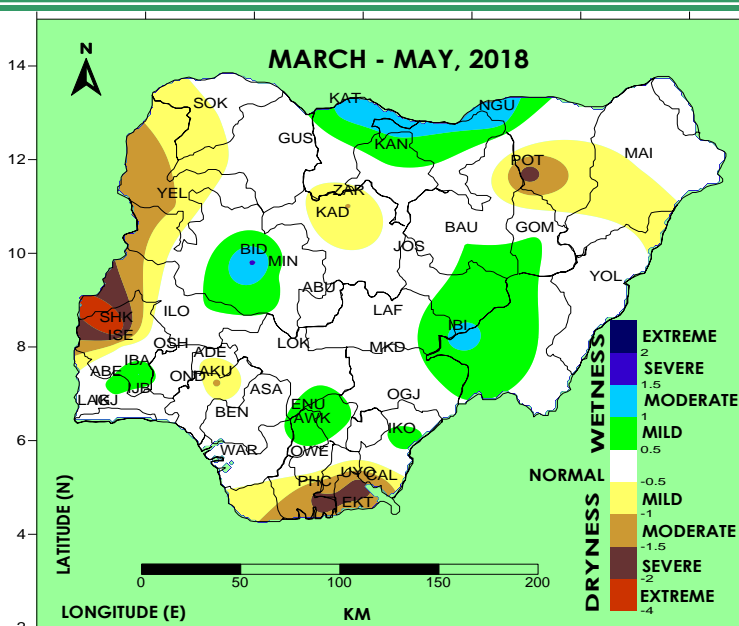 MARCH - MAY, 2018
N
14
12
10
8
6
4
2
LATITUDE (N)
SOK
KAT
NGU
GUS
KAN
POT
MAI
YEL
ZAR
KAD
BAU
GOM
JOS
BID
MIN
ABU
YOL
SHK
ISE
ILO
LAF
IBI
OSH
ADE
LOK
MKD
IBA
ABE
OND
AKU
ASA
IJB
OGJ
IKJ
BEN
ENU
AWK
IKO
WAR
OWE
PHC
UYO
CAL
EKT
WETNESS
EXTREME
2
SEVERE
1.5
MODERATE
1
MILD
0.5
NORMAL
-0.5
DRYNESS
MILD
-1
MODERATE
-1.5
SEVERE
-2
EXTREME
-4
0 50 100 150 200
LONGITUDE (E)
KM